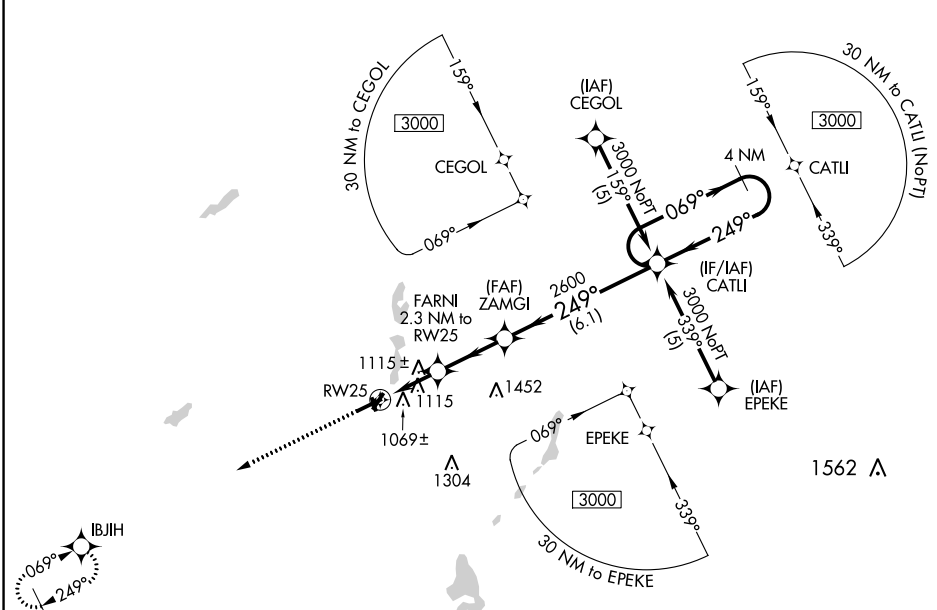 30 NM to CEGOL
159°
3000
CEGOL
069°
(IAF)
CEGOL
3000 NoPT
159°
(5)
4 NM
069°
249°
30 NM to CATLI (NoPT)
159°
3000
CATLI
339°
(IF/IAF)
CATLI
2600
249°
(6.1)
(FAF)
ZAMGI
FARNI
2.3 NM to
RW25
3000 NoPT
339°
(5)
(IAF)
EPEKE
1115±
1115
RW25
1452
1069±
1304
069°
EPEKE
3000
339°
30 NM to EPEKE
1562
IBJIH
069°
249°